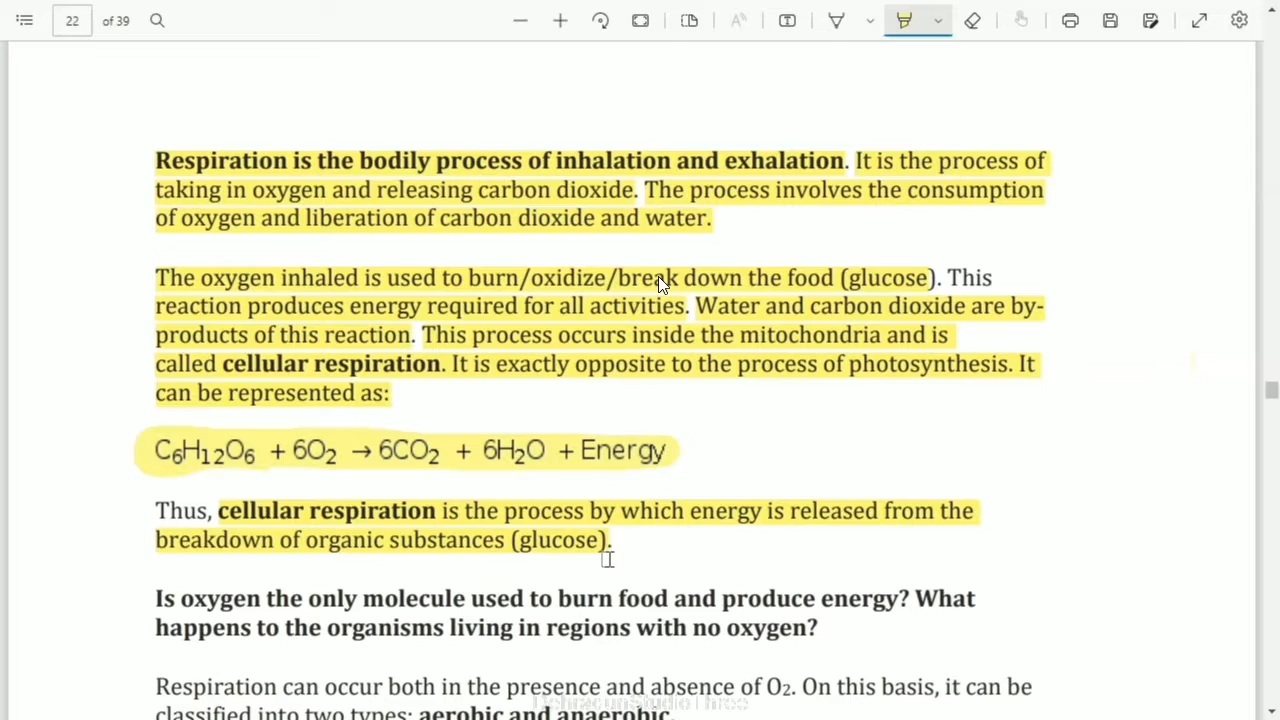 22 of 39
Respiration is the bodily process of inhalation and exhalation. It is the process of
taking in oxygen and releasing carbon dioxide. The process involves the consumption
of oxygen and liberation of carbon dioxide and water.
The oxygen inhaled is used to burn/oxidize/break down the food (glucose). This
reaction produces energy required for all activities. Water and carbon dioxide are by-
products of this reaction. This process occurs inside the mitochondria and is
called cellular respiration. It is exactly opposite to the process of photosynthesis. It
can be represented as:
C₆H₁₂O₆ + 6O₂ → 6CO₂ + 6H₂O + Energy
Thus, cellular respiration is the process by which energy is released from the
breakdown of organic substances (glucose).
Is oxygen the only molecule used to burn food and produce energy? What
happens to the organisms living in regions with no oxygen?
Respiration can occur both in the presence and absence of O₂. On this basis, it can be
classified into two types: aerobic and anaerobic.